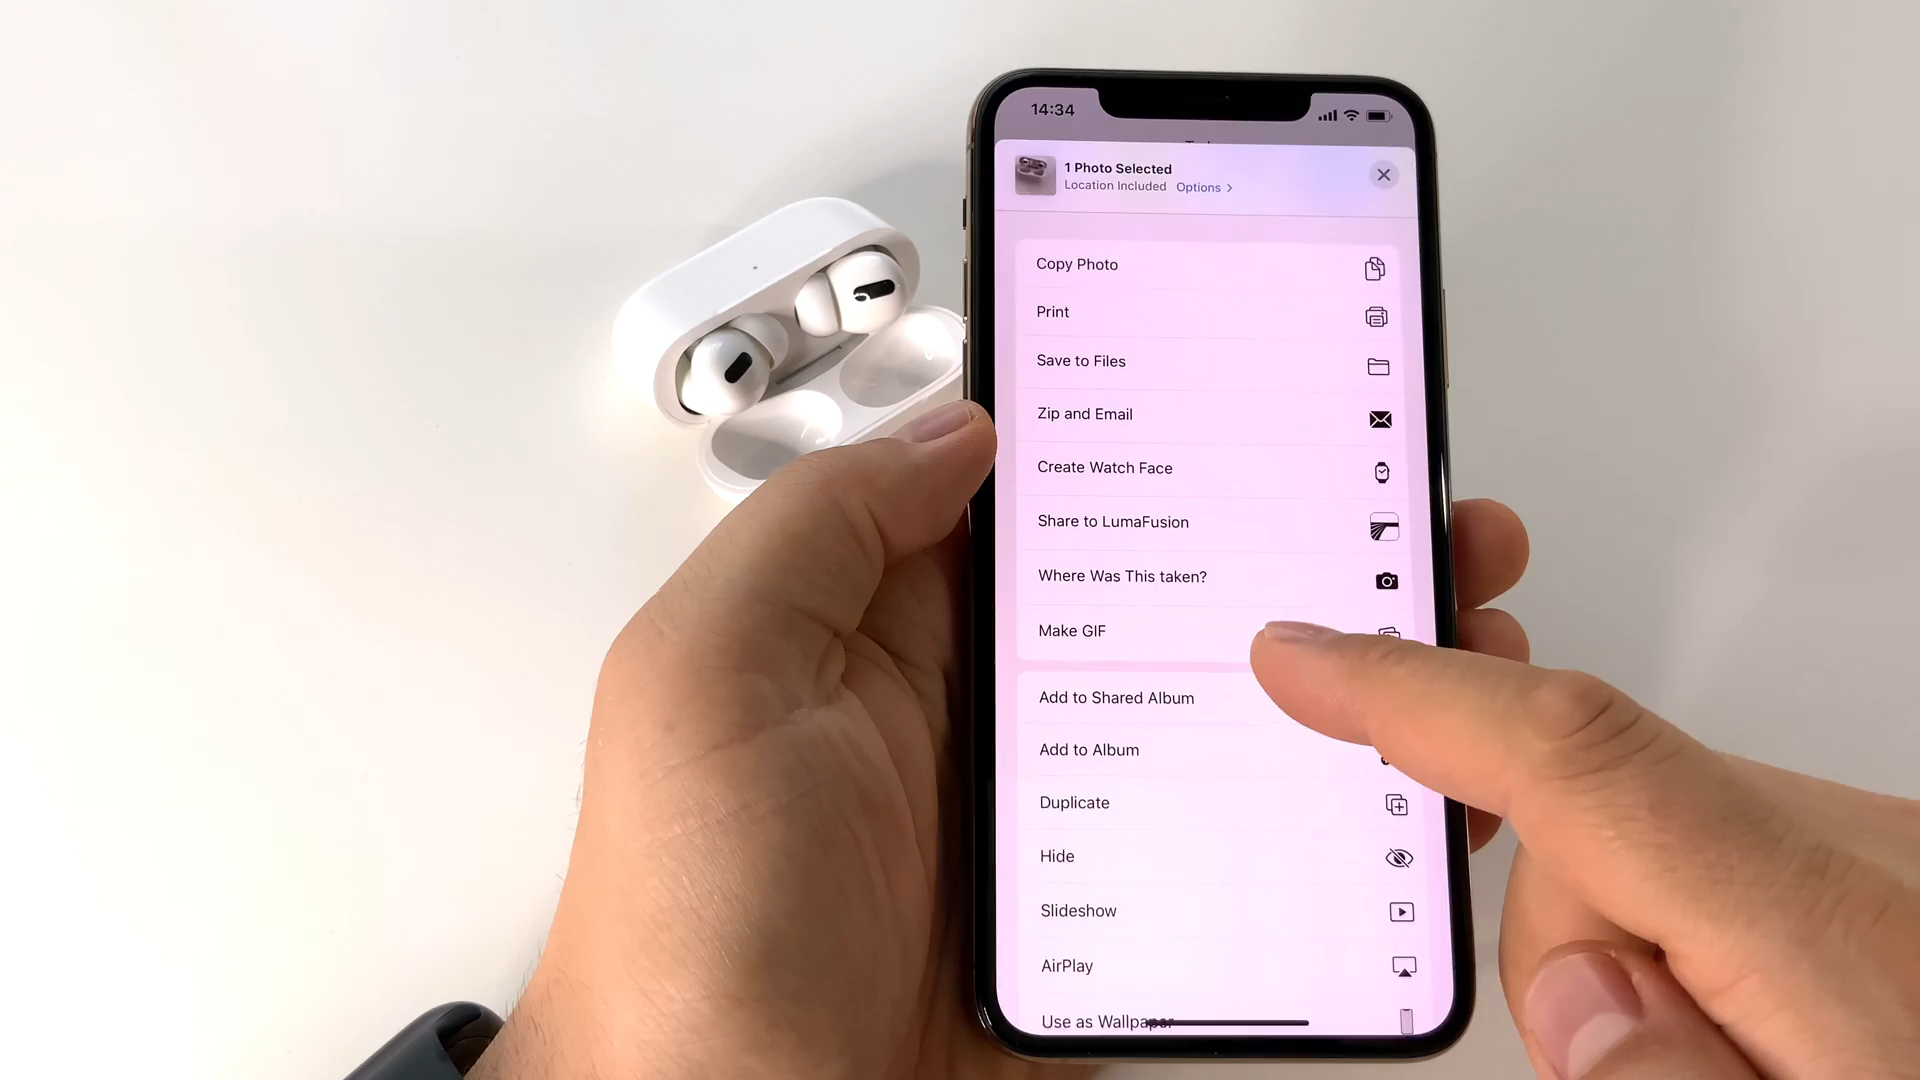 14:34
1 Photo Selected
Location Included Options >
Copy Photo
Print
Save to Files
Zip and Email
Create Watch Face
Share to LumaFusion
Where Was This taken?
Make GIF
Add to Shared Album
Add to Album
Duplicate
Hide
Slideshow
AirPlay
Use as Wallpaper